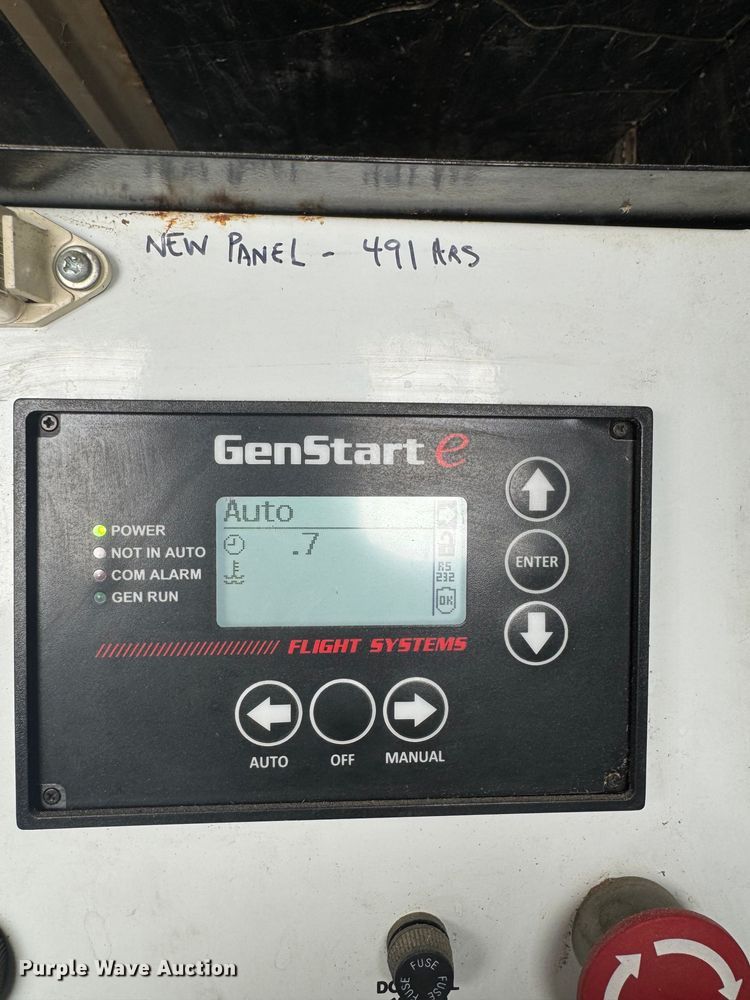 NEW PANEL - 491 HRS
GenStart e
Auto
.7
RS
232
OK
POWER
NOT IN AUTO
COM ALARM
GEN RUN
ENTER
FLIGHT SYSTEMS
AUTO OFF MANUAL
FUSE
FUSE
FUSE
Purple Wave Auction